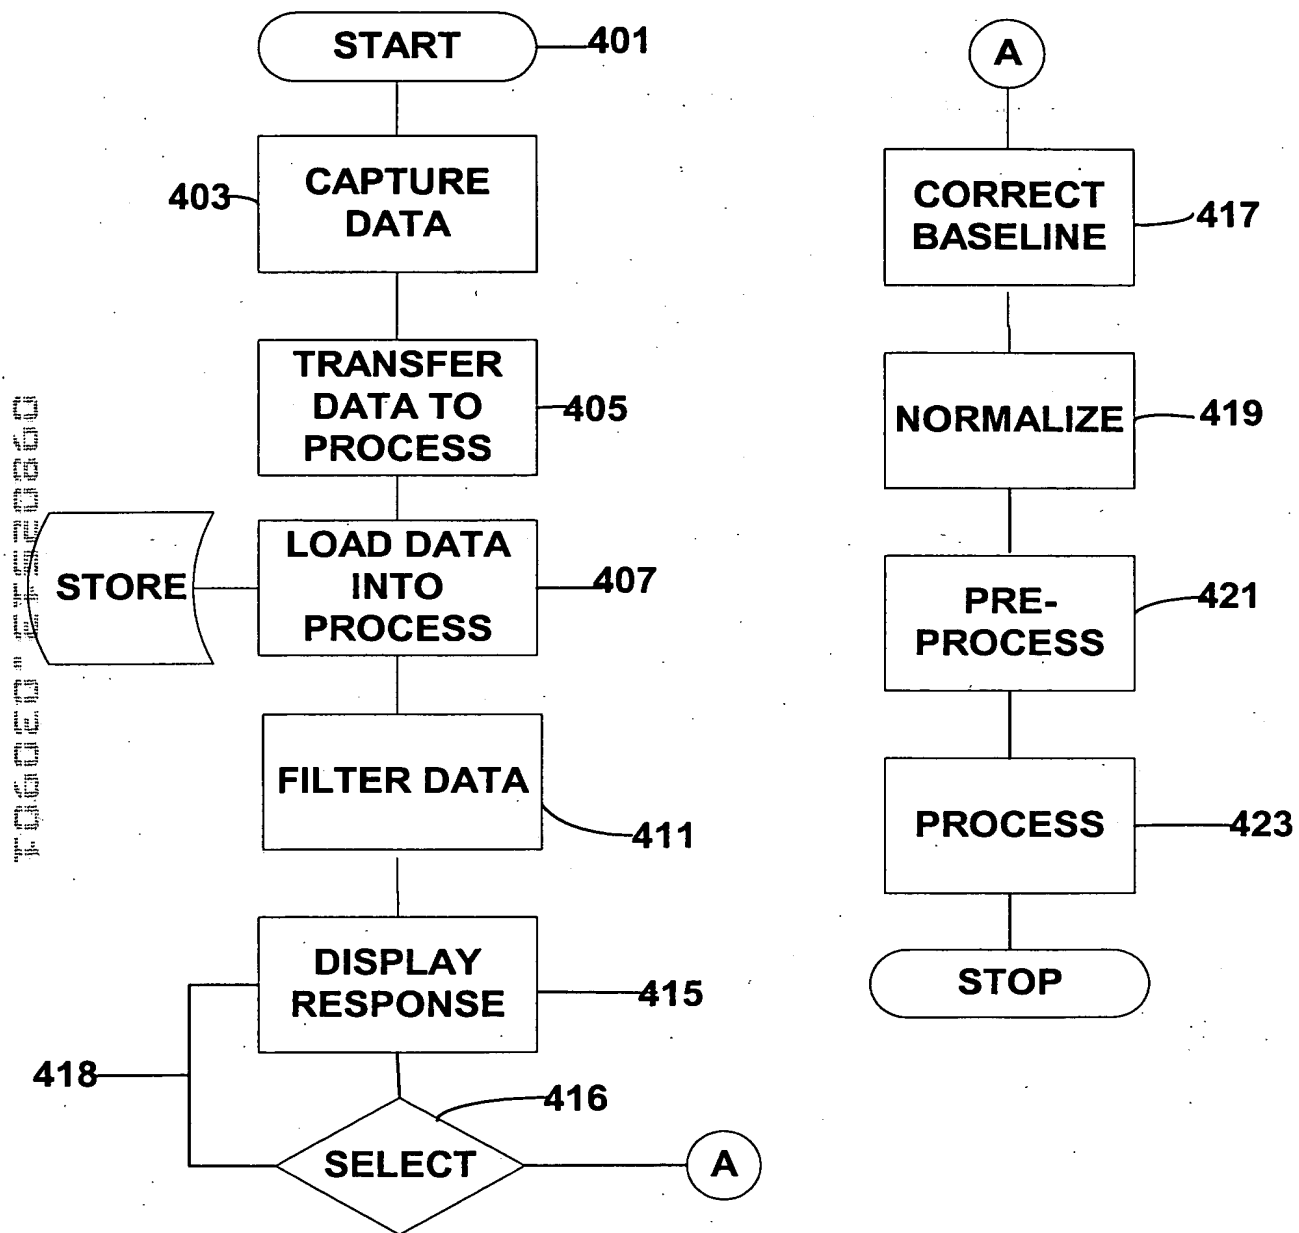 START
401
CAPTURE
DATA
403
TRANSFER
DATA TO
PROCESS
405
STORE
LOAD DATA
INTO
PROCESS
407
FILTER DATA
411
DISPLAY
RESPONSE
415
418
416
SELECT
A
A
CORRECT
BASELINE
417
NORMALIZE
419
PRE-
PROCESS
421
PROCESS
423
STOP